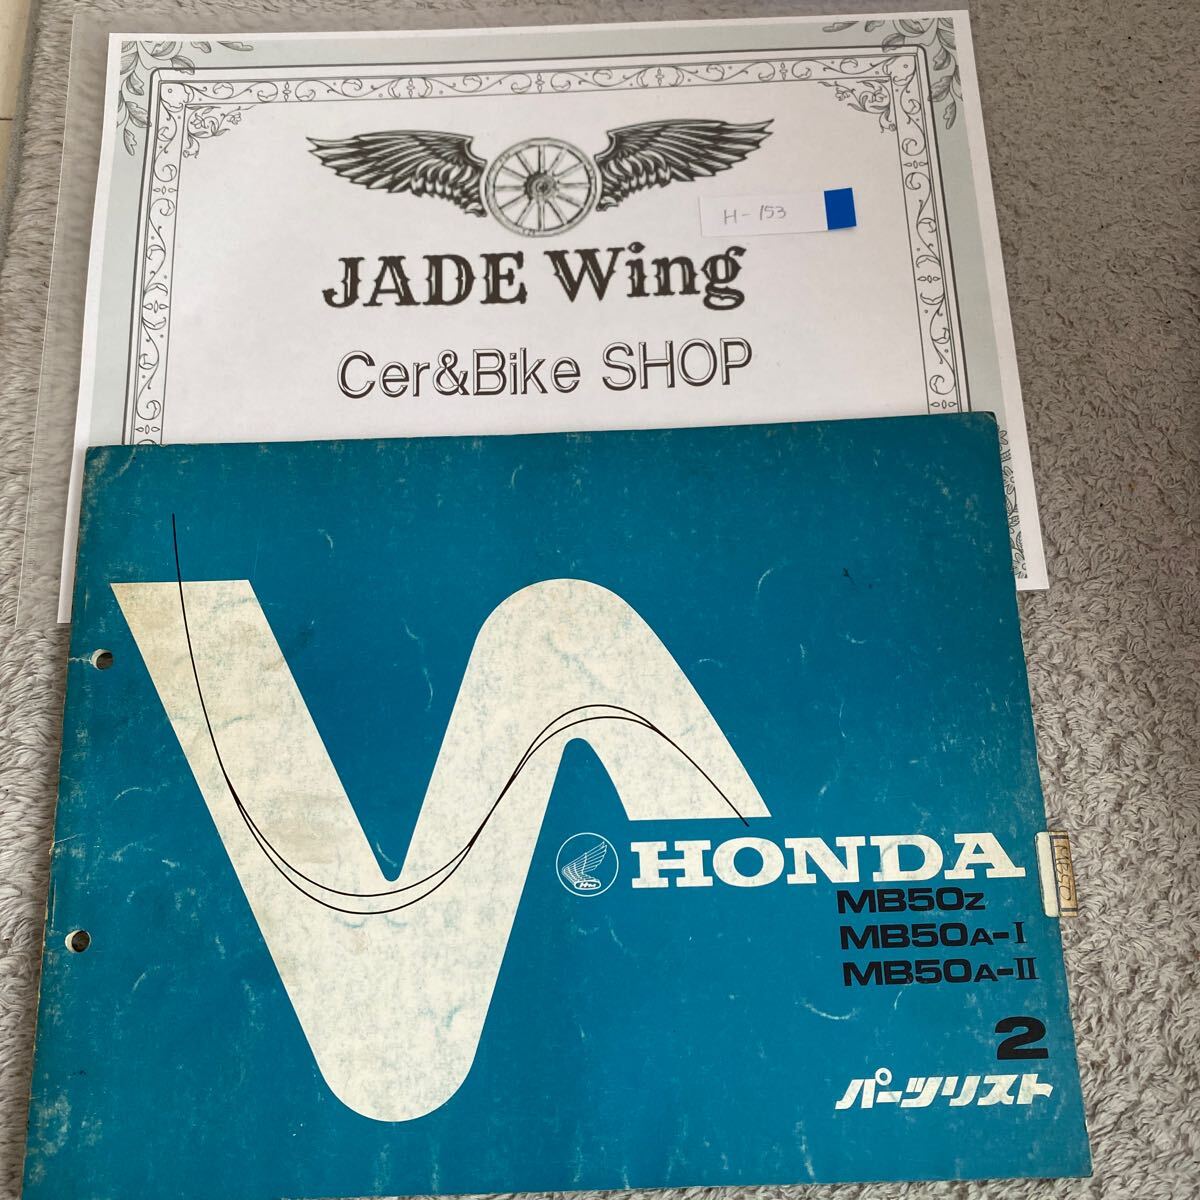 H-153
JADE Wing
Cer&Bike SHOP
HONDA
MB50Z
MB50A-I
MB50A-II
2
パーツリスト